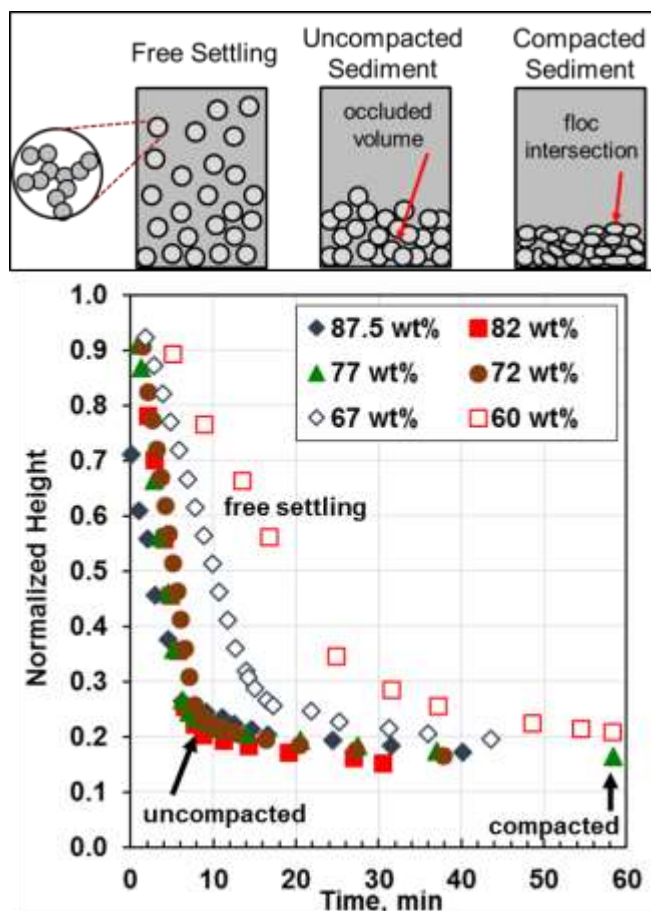 Free Settling
Uncompacted
Sediment
Compacted
Sediment
occluded
volume
floc
intersection
1.0
0.9
0.8
0.7
0.6
0.5
0.4
0.3
0.2
0.1
0.0
Normalized Height
87.5 wt%
82 wt%
77 wt%
72 wt%
67 wt%
60 wt%
free settling
uncompacted
compacted
0 10 20 30 40 50 60
Time, min